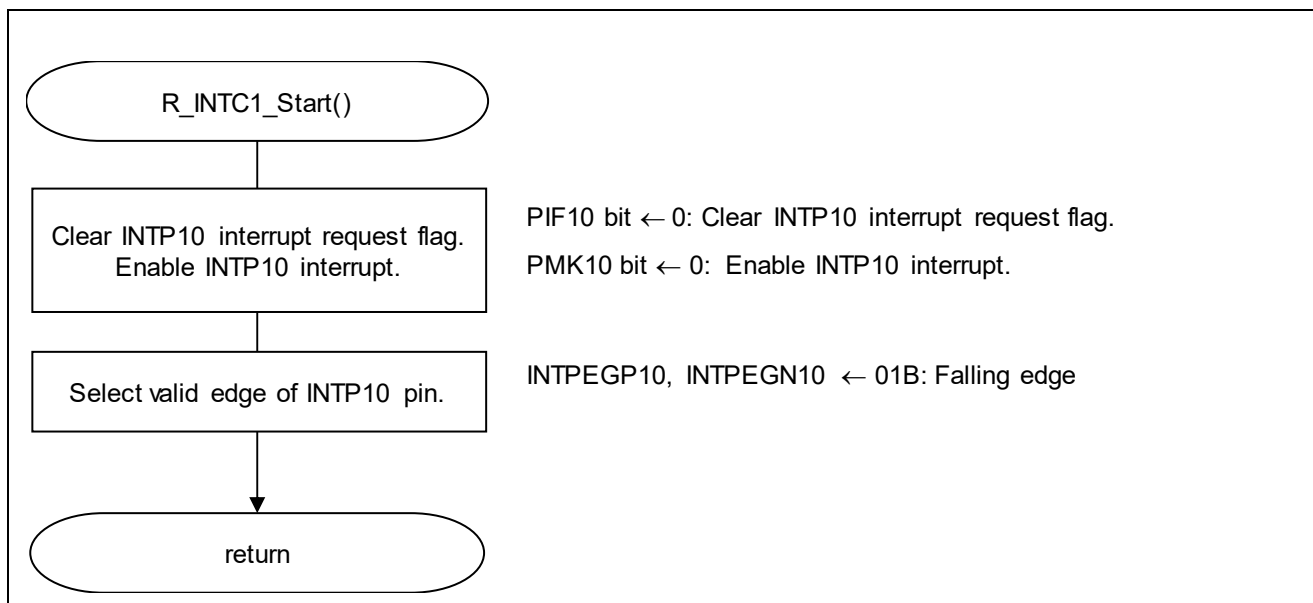 R_INTC1_Start()
Clear INTP10 interrupt request flag.
Enable INTP10 interrupt.
PIF10 bit ← 0: Clear INTP10 interrupt request flag.
PMK10 bit ← 0: Enable INTP10 interrupt.
Select valid edge of INTP10 pin.
INTPEGP10, INTPEGN10 ← 01B: Falling edge
return